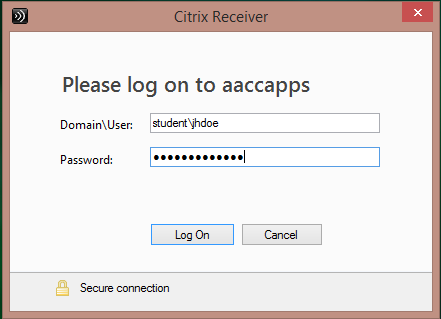 Citrix Receiver
Please log on to aaccapps
Domain\User: student\jhdoe
Password: ●●●●●●●●●●●●●
Log On Cancel
Secure connection